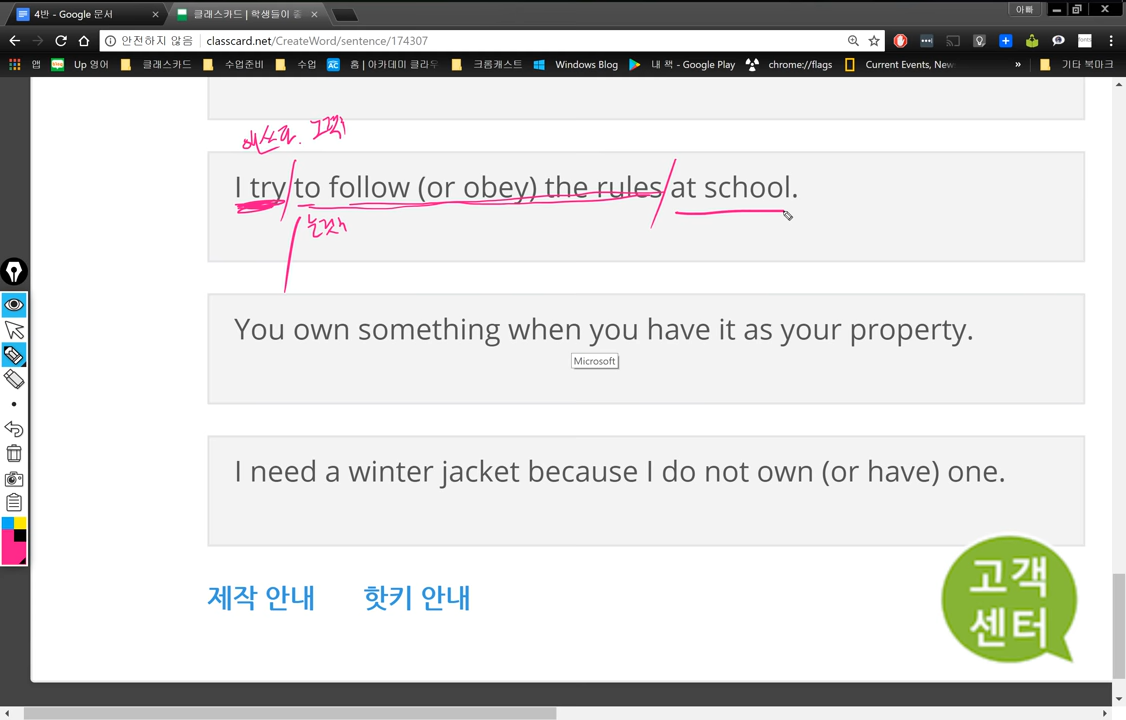 4반 - Google 문서
클래스카드 | 학생들이 좋
아빠
안전하지 않음 classcard.net/CreateWord/sentence/174307
앱 Up 영어 클래스카드 수업준비 수업 홈 | 아카데미 클라우 크롬캐스트 Windows Blog 내 책 - Google Play chrome://flags Current Events, New » 기타 북마크
I try to follow (or obey) the rules at school.
You own something when you have it as your property.
Microsoft
I need a winter jacket because I do not own (or have) one.
제작 안내 핫키 안내
고객
센터